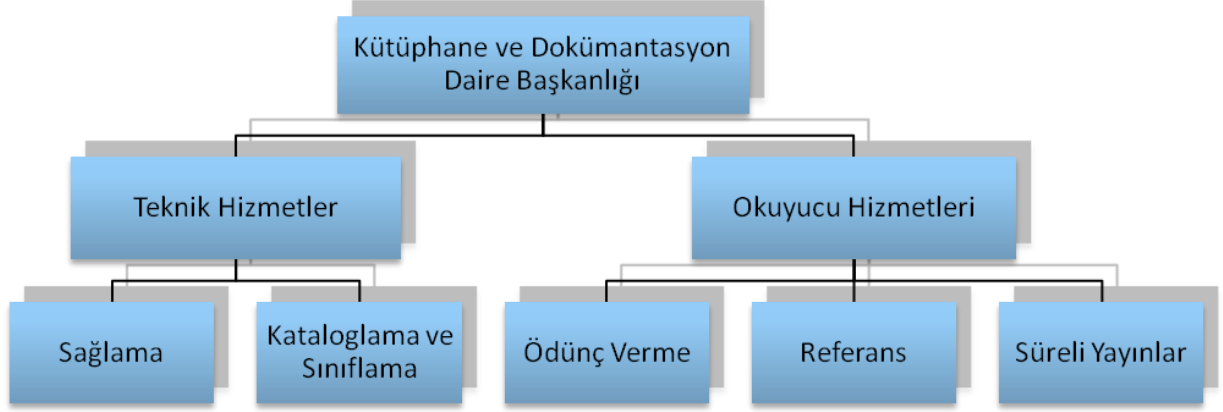 Kütüphane ve Dokümantasyon
Daire Başkanlığı
Teknik Hizmetler
Okuyucu Hizmetleri
Sağlama
Kataloglama ve
Sınıflama
Ödünç Verme
Referans
Süreli Yayınlar